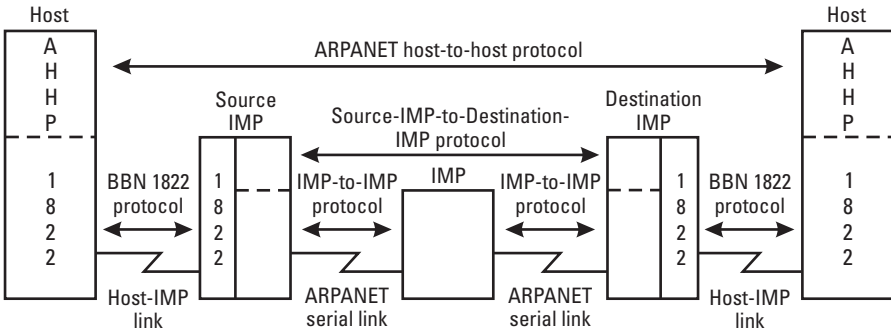 Host
Host
A
H
H
P
ARPANET host-to-host protocol
A
H
H
P
Source
IMP
Source-IMP-to-Destination-
IMP protocol
Destination
IMP
1
8
2
2
BBN 1822
protocol
1
8
2
2
IMP-to-IMP
protocol
IMP
IMP-to-IMP
protocol
1
8
2
2
BBN 1822
protocol
1
8
2
2
Host-IMP
link
ARPANET
serial link
ARPANET
serial link
Host-IMP
link